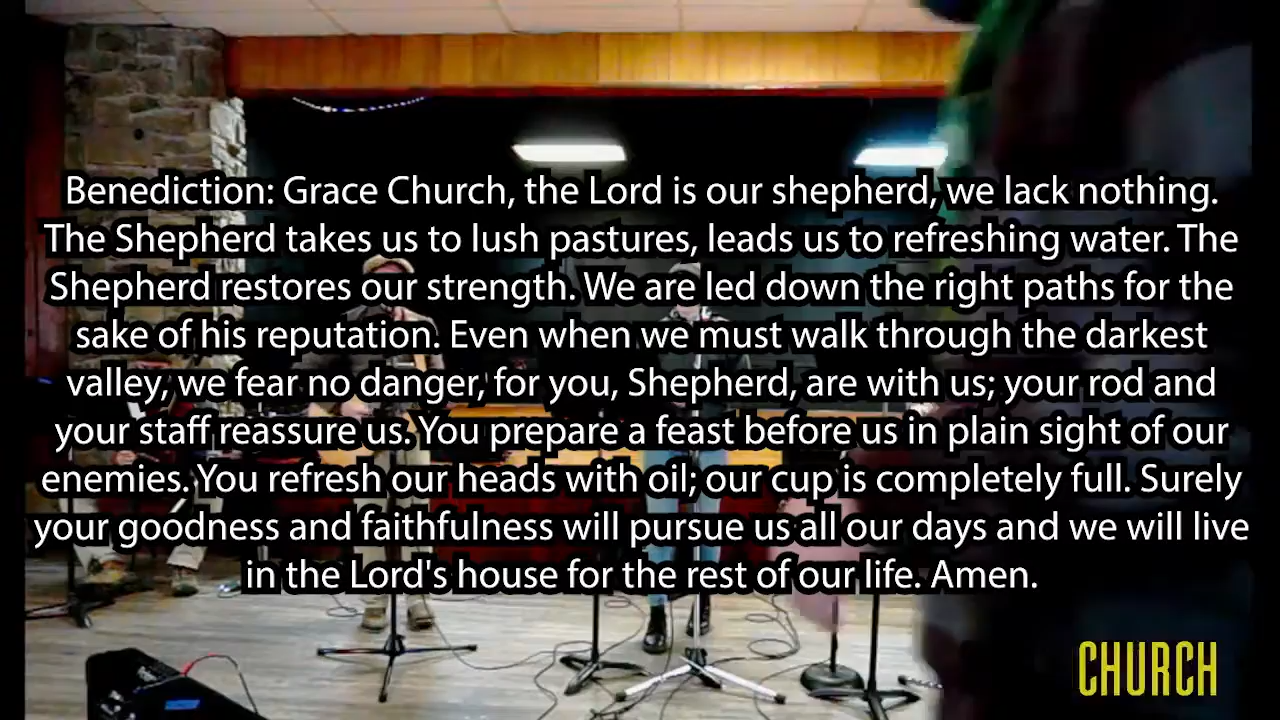 Benediction: Grace Church, the Lord is our shepherd, we lack nothing.
The Shepherd takes us to lush pastures, leads us to refreshing water. The
Shepherd restores our strength. We are led down the right paths for the
sake of his reputation. Even when we must walk through the darkest
valley, we fear no danger, for you, Shepherd, are with us; your rod and
your staff reassure us. You prepare a feast before us in plain sight of our
enemies. You refresh our heads with oil; our cup is completely full. Surely
your goodness and faithfulness will pursue us all our days and we will live
in the Lord's house for the rest of our life. Amen.
CHURCH